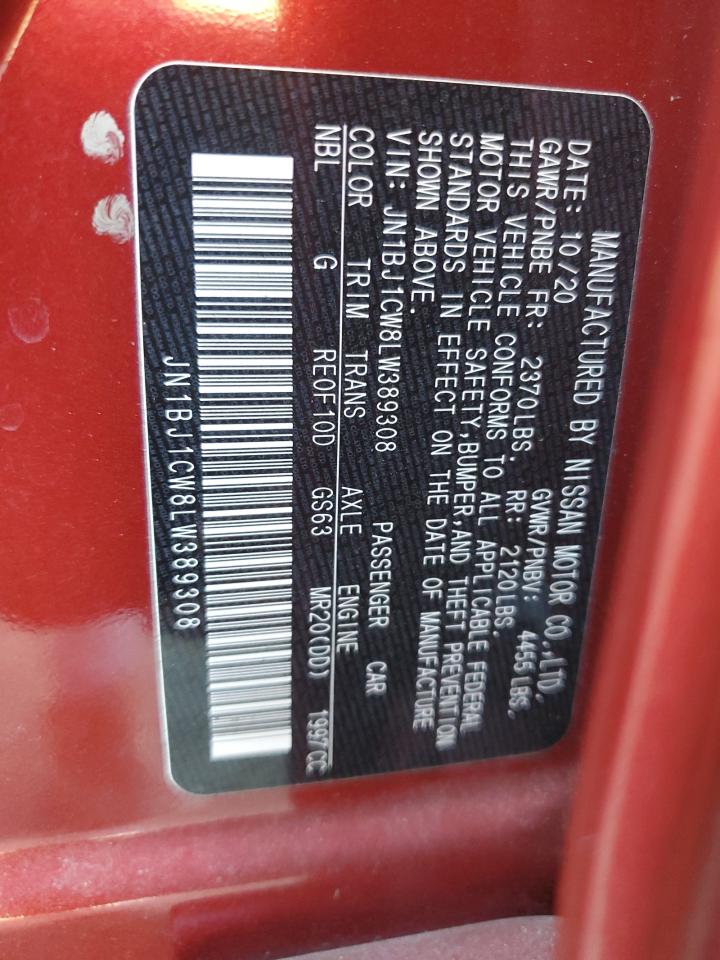 MANUFACTURED BY NISSAN MOTOR CO.,LTD.
DATE: 10/20 GVWR/PNBV: 4455 LBS.
GAWR/PNBE FR: 2370LBS. RR: 2120LBS.
THIS VEHICLE CONFORMS TO ALL APPLICABLE FEDERAL
MOTOR VEHICLE SAFETY,BUMPER,AND THEFT PREVENTION
STANDARDS IN EFFECT ON THE DATE OF MANUFACTURE
SHOWN ABOVE.
VIN: JN1BJ1CW8LW389308 PASSENGER CAR
COLOR TRIM TRANS AXLE ENGINE
NBL G RE0F10D GS63 MR20(DD) 1997CC
JN1BJ1CW8LW389308